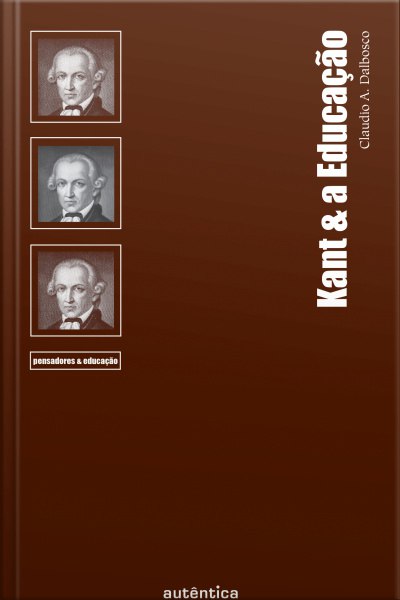 Kant & a Educação
Claudio A. Dalbosco
pensadores & educação
autêntica